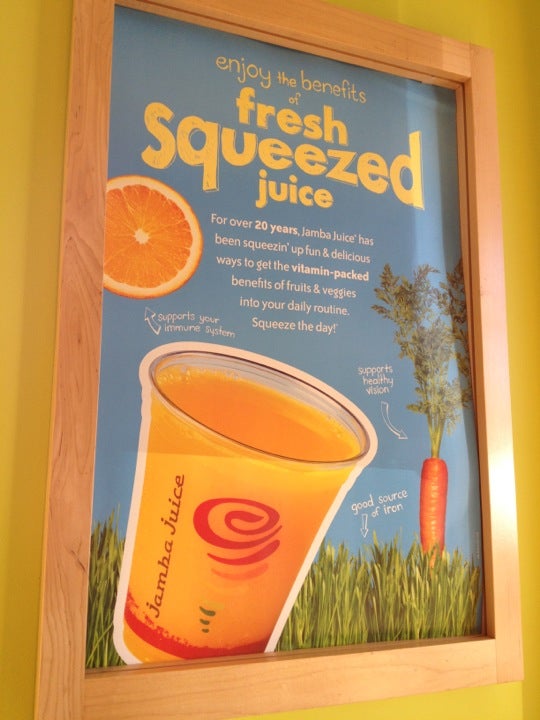 enjoy the benefits
of
fresh
squeezed
juice
For over 20 years, Jamba Juice® has
been squeezin' up fun & delicious
ways to get the vitamin-packed
benefits of fruits & veggies
into your daily routine.
Squeeze the day!
supports your
immune system
supports
healthy
vision
good source
of iron
Jamba Juice